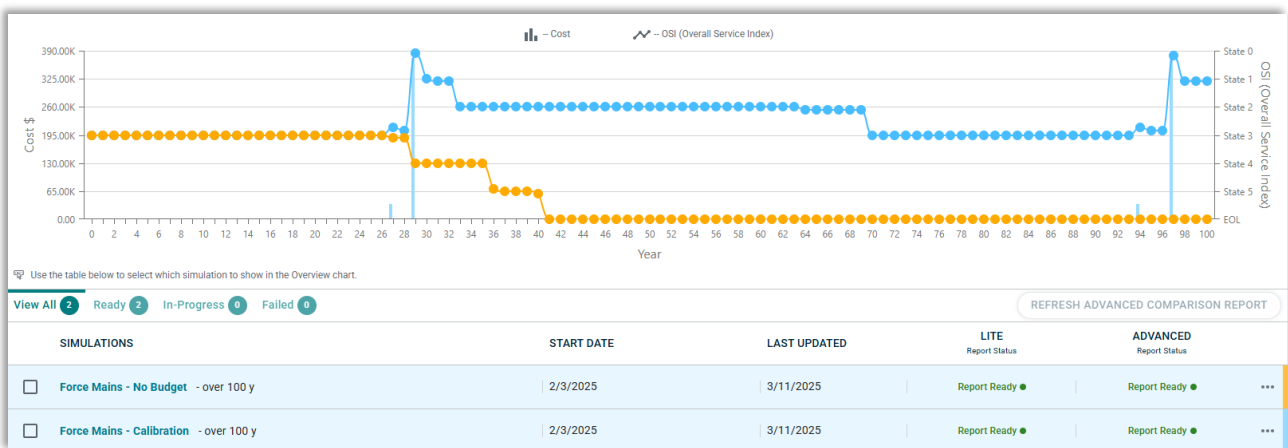 -- Cost -- OSI (Overall Service Index)
390.00K State 0
325.00K State 1
260.00K State 2
195.00K State 3
130.00K State 4
65.00K State 5
0.00 EOL
Cost $
OSI (Overall Service Index)
0 2 4 6 8 10 12 14 16 18 20 22 24 26 28 30 32 34 36 38 40 42 44 46 48 50 52 54 56 58 60 62 64 66 68 70 72 74 76 78 80 82 84 86 88 90 92 94 96 98 100
Year
Use the table below to select which simulation to show in the Overview chart.
View All 2 Ready 2 In-Progress 0 Failed 0 REFRESH ADVANCED COMPARISON REPORT
SIMULATIONS START DATE LAST UPDATED LITE ADVANCED
Report Status Report Status
Force Mains - No Budget - over 100 y 2/3/2025 3/11/2025 Report Ready Report Ready
Force Mains - Calibration - over 100 y 2/3/2025 3/11/2025 Report Ready Report Ready